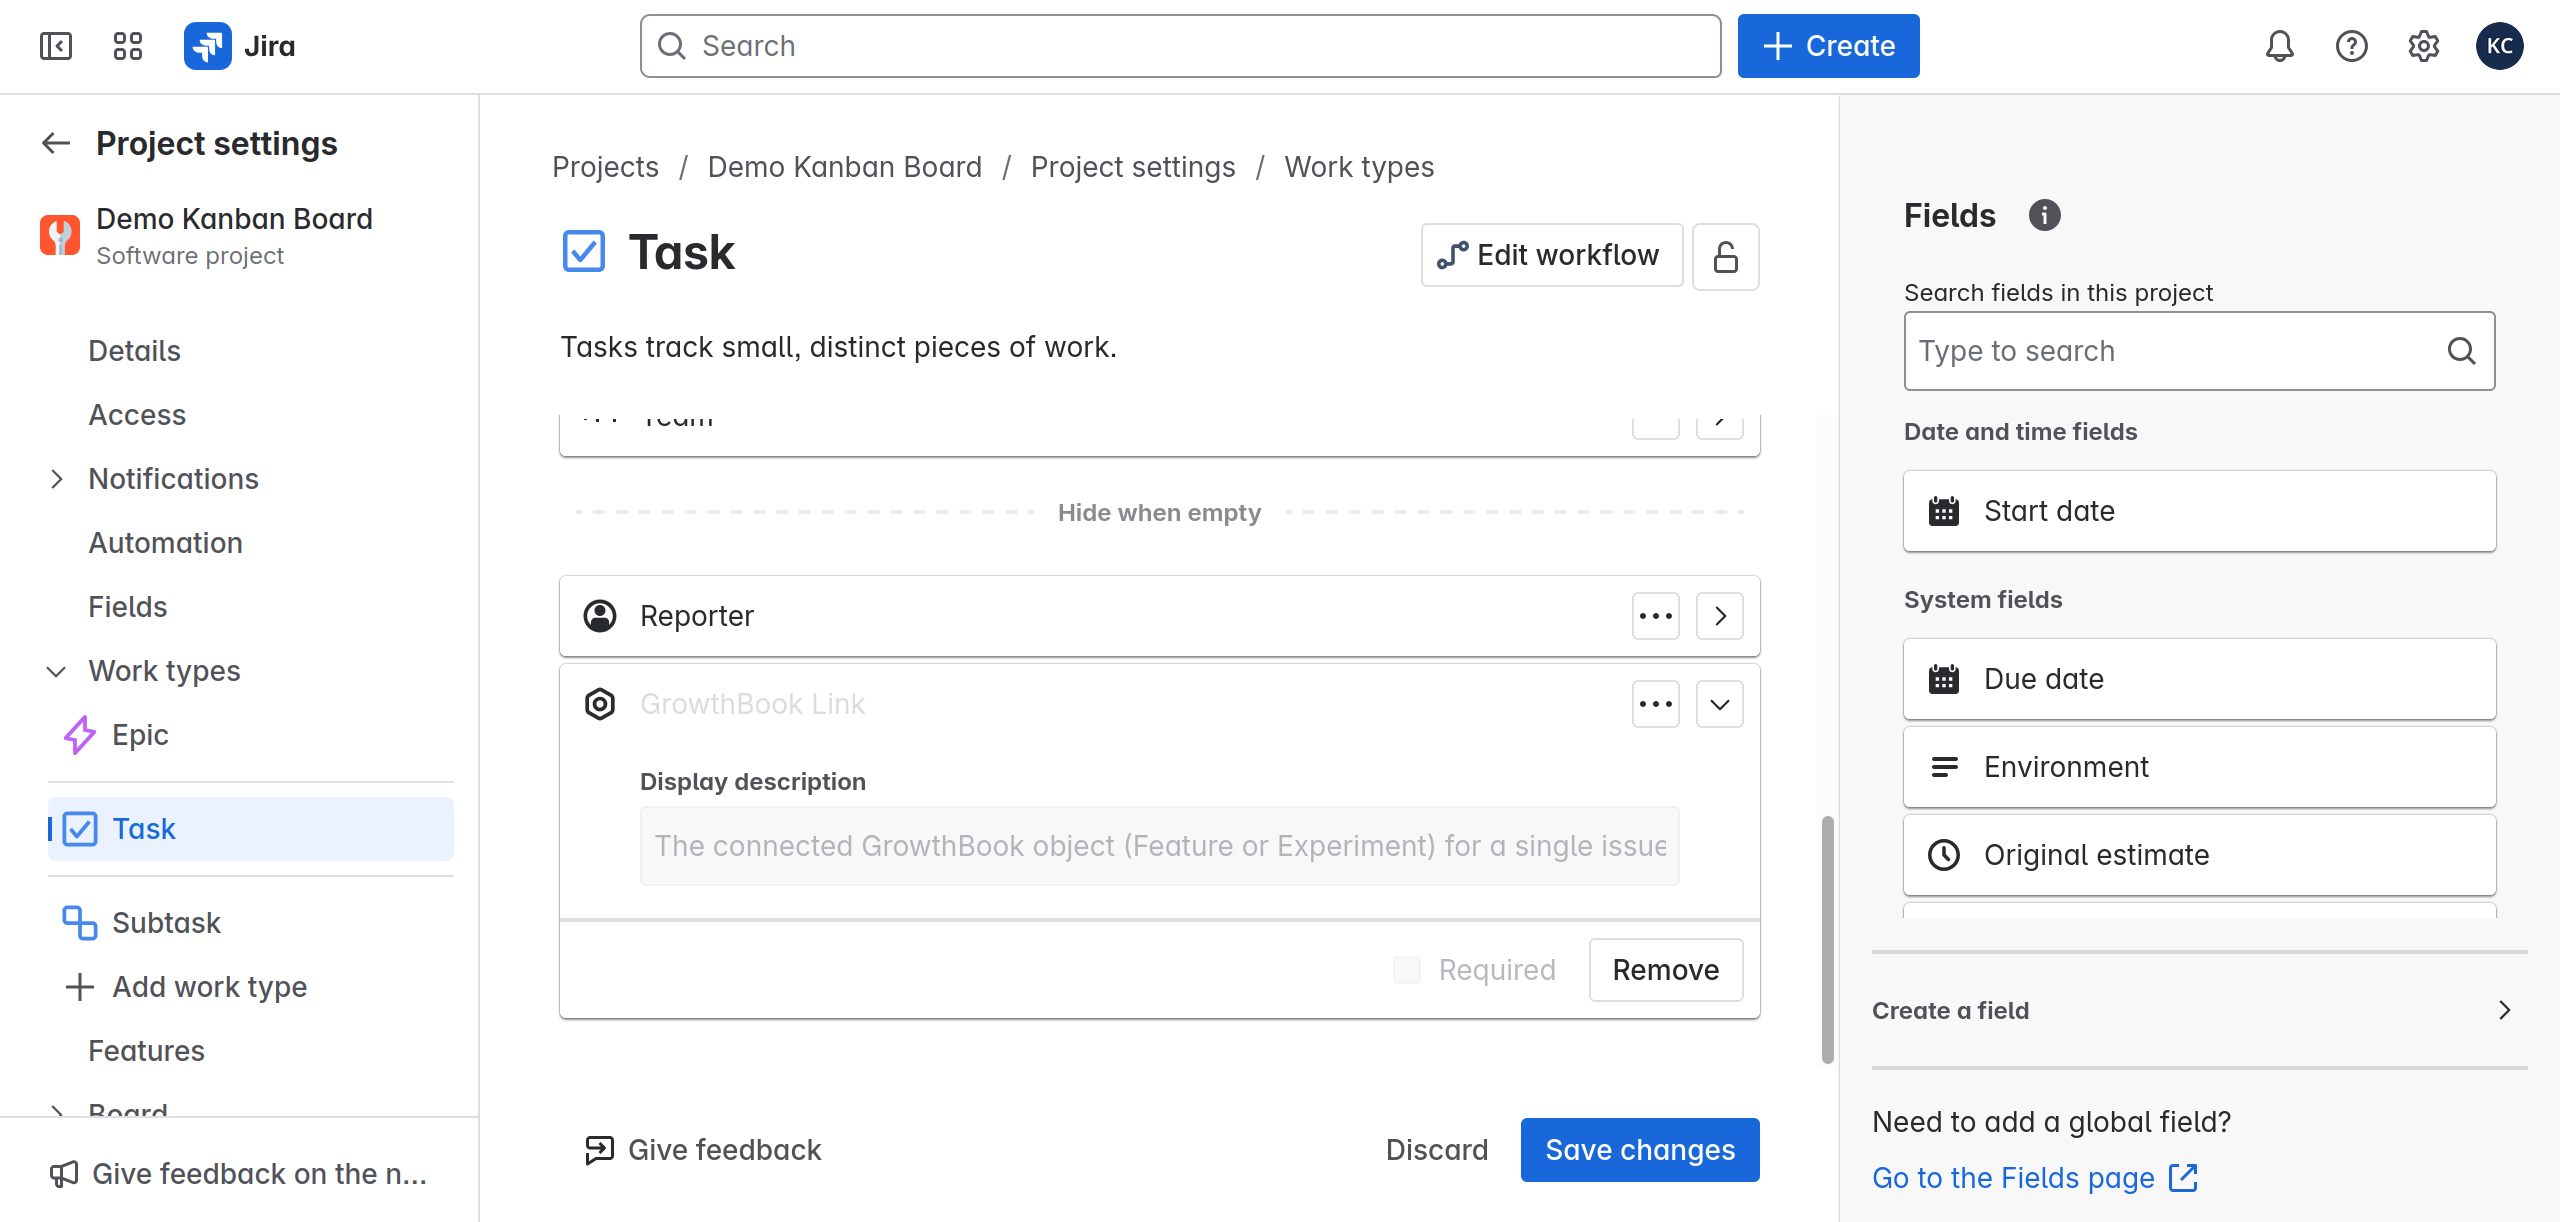 Jira
Search
Create
KC
Project settings
Demo Kanban Board
Software project
Details
Access
Notifications
Automation
Fields
Work types
Epic
Task
Subtask
Add work type
Features
Board
Give feedback on the n...
Projects / Demo Kanban Board / Project settings / Work types
Task
Edit workflow
Tasks track small, distinct pieces of work.
Team
Hide when empty
Reporter
GrowthBook Link
Display description
The connected GrowthBook object (Feature or Experiment) for a single issue
Required
Remove
Give feedback
Discard
Save changes
Fields
Search fields in this project
Type to search
Date and time fields
Start date
System fields
Due date
Environment
Original estimate
Create a field
Need to add a global field?
Go to the Fields page